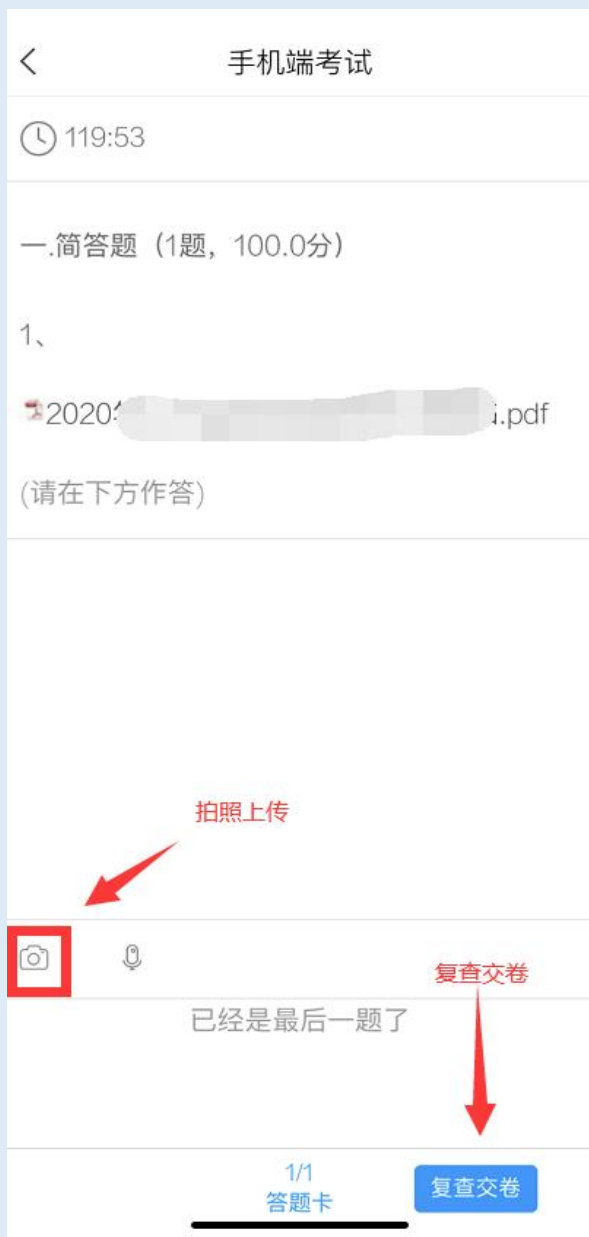 手机端考试
119:53
一.简答题（1题，100.0分）
1、
2020 .pdf
(请在下方作答)
拍照上传
复查交卷
已经是最后一题了
1/1
答题卡
复查交卷